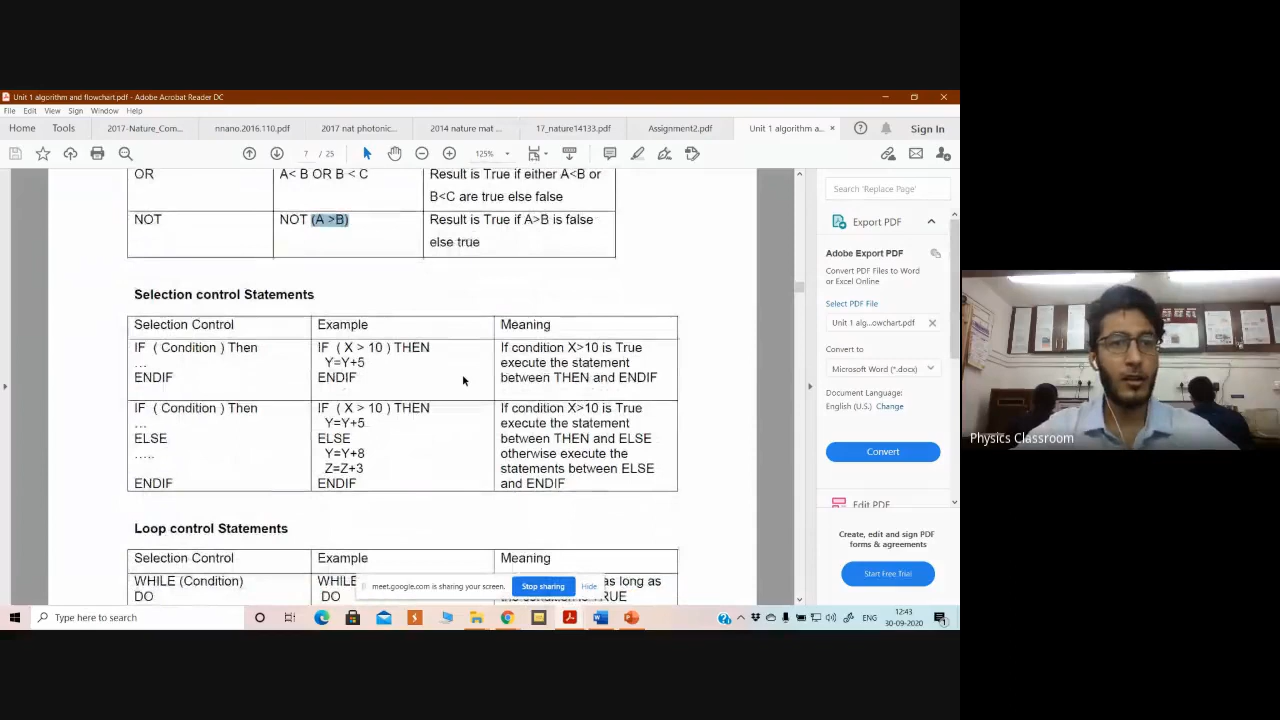 Unit 1 algorithm and flowchart.pdf - Adobe Acrobat Reader DC
File Edit View Sign Window Help
Home Tools 2017-Nature_Com... nnano.2016.110.pdf 2017 nat photonic... 2014 nature mat ... 17_nature14133.pdf Assignment2.pdf Unit 1 algorithm a... × Sign In
7 / 25 125%
OR A< B OR B < C Result is True if either A<B or
B<C are true else false
NOT NOT (A >B) Result is True if A>B is false
else true
Selection control Statements
Selection Control Example Meaning
IF ( Condition ) Then IF ( X > 10 ) THEN If condition X>10 is True
... Y=Y+5 execute the statement
ENDIF ENDIF between THEN and ENDIF
IF ( Condition ) Then IF ( X > 10 ) THEN If condition X>10 is True
... Y=Y+5 execute the statement
ELSE ELSE between THEN and ELSE
..... Y=Y+8 otherwise execute the
Z=Z+3 statements between ELSE
ENDIF ENDIF and ENDIF
Loop control Statements
Selection Control Example Meaning
WHILE (Condition) WHILE as long as
DO DO TRUE
meet.google.com is sharing your screen. Stop sharing Hide
Search 'Replace Page'
Export PDF
Adobe Export PDF
Convert PDF Files to Word
or Excel Online
Select PDF File
Unit 1 alg...owchart.pdf ×
Convert to
Microsoft Word (*.docx)
Document Language:
English (U.S.) Change
Convert
Edit PDF
Create, edit and sign PDF
forms & agreements
Start Free Trial
Physics Classroom
Type here to search ENG 12:43
30-09-2020